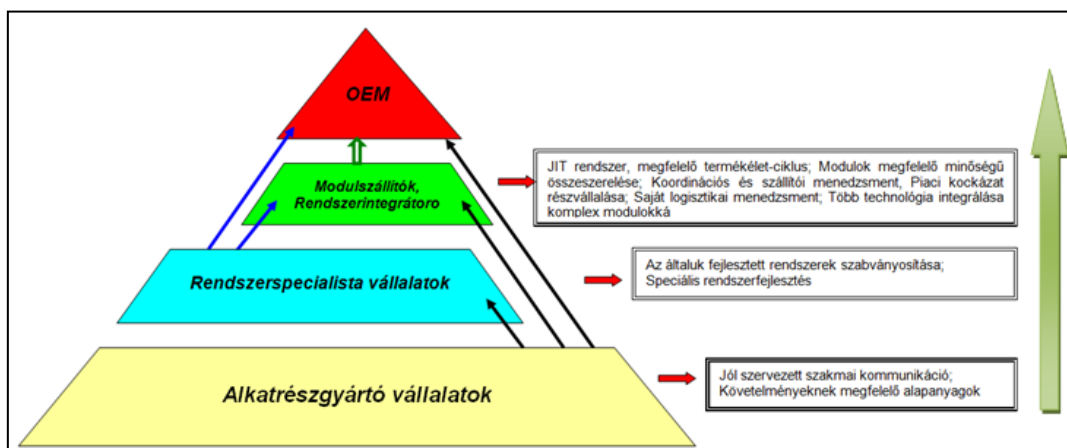 OEM
Modulszállítók,
Rendszerintegrátoro
JIT rendszer, megfelelő termékélet-ciklus; Modulok megfelelő minőségű
összeszerelése; Koordinációs és szállítói menedzsment, Piaci kockázat
részvállalása; Saját logisztikai menedzsment; Több technológia integrálása
komplex modulokká
Rendszerspecialista vállalatok
Az általuk fejlesztett rendszerek szabványosítása;
Speciális rendszerfejlesztés
Alkatrészgyártó vállalatok
Jól szervezett szakmai kommunikáció;
Követelményeknek megfelelő alapanyagok